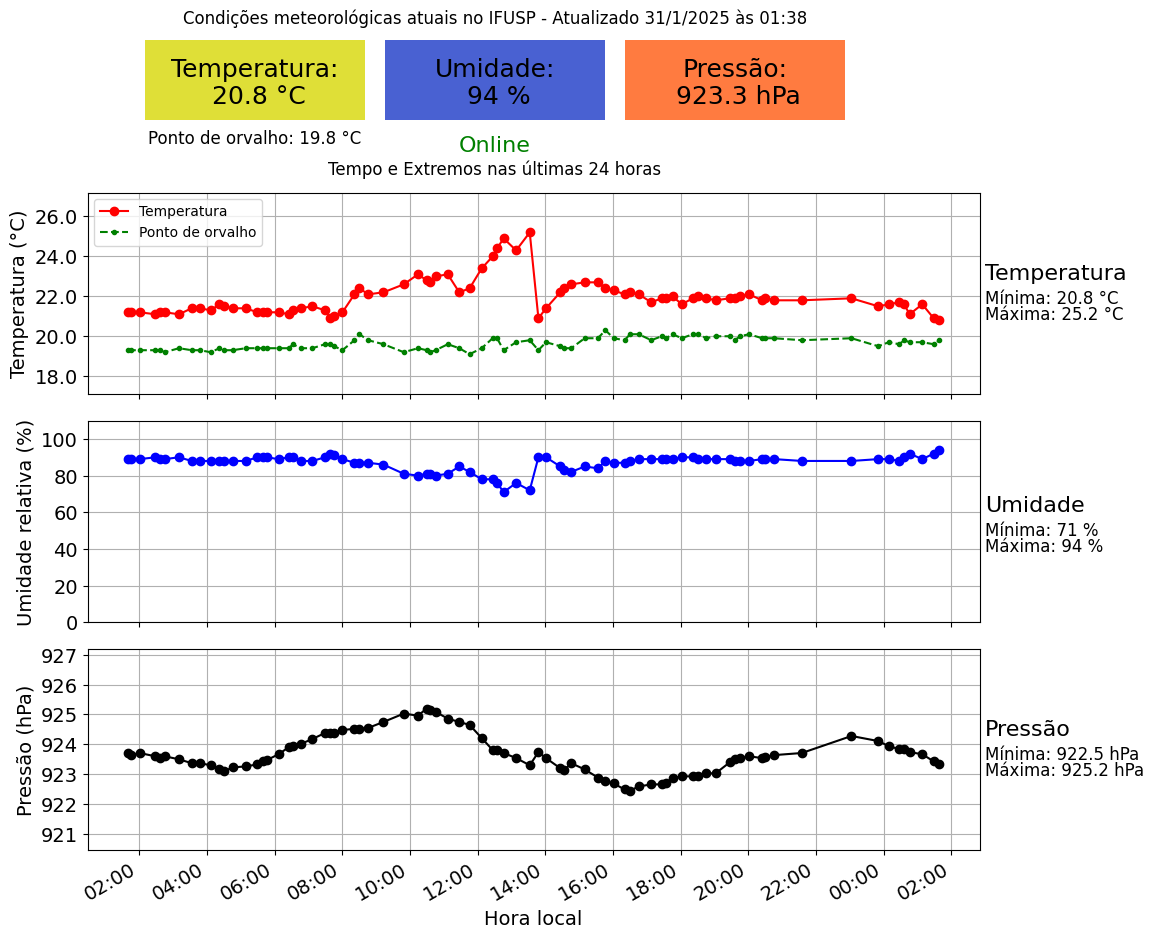 Condições meteorológicas atuais no IFUSP - Atualizado 31/1/2025 às 01:38
Temperatura:
20.8 °C
Umidade:
94 %
Pressão:
923.3 hPa
Ponto de orvalho: 19.8 °C
Online
Tempo e Extremos nas últimas 24 horas
Temperatura (°C)
26.0
24.0
22.0
20.0
18.0
Temperatura
Ponto de orvalho
Temperatura
Mínima: 20.8 °C
Máxima: 25.2 °C
Umidade relativa (%)
100
80
60
40
20
0
Umidade
Mínima: 71 %
Máxima: 94 %
Pressão (hPa)
927
926
925
924
923
922
921
Pressão
Mínima: 922.5 hPa
Máxima: 925.2 hPa
02:00 04:00 06:00 08:00 10:00 12:00 14:00 16:00 18:00 20:00 22:00 00:00 02:00
Hora local